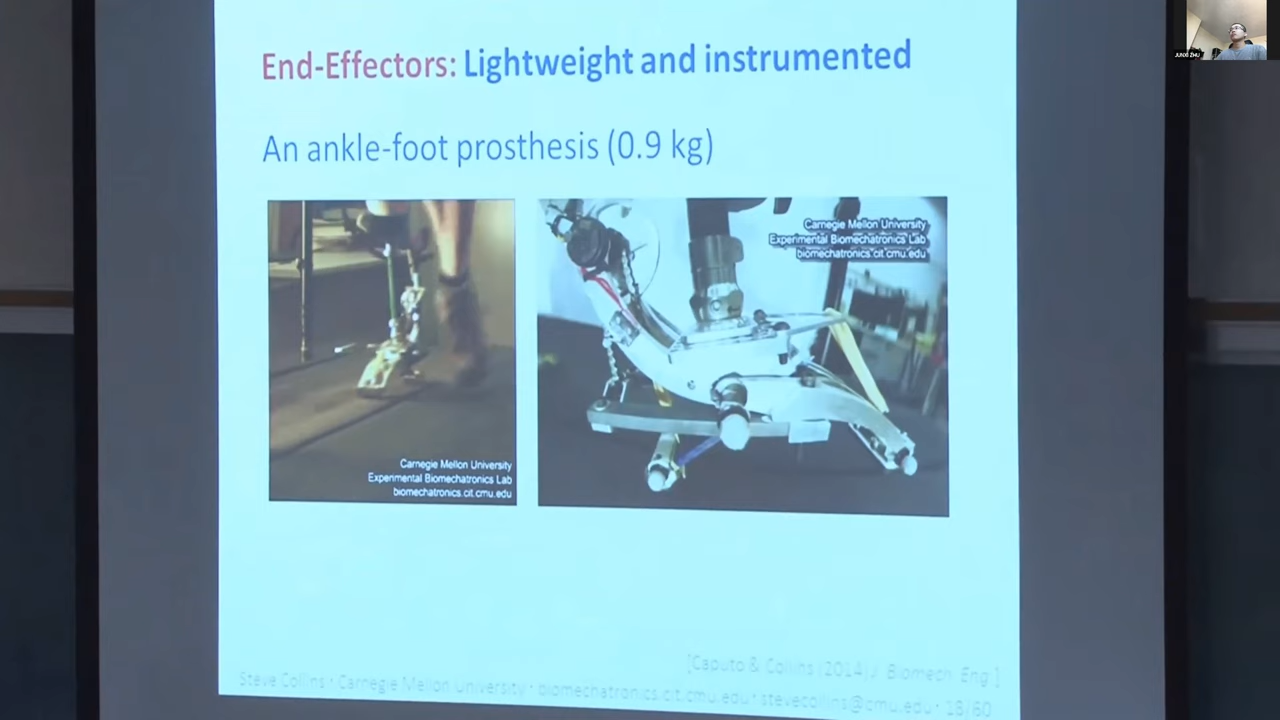 End-Effectors: Lightweight and instrumented
An ankle-foot prosthesis (0.9 kg)
Carnegie Mellon University
Experimental Biomechatronics Lab
biomechatronics.cit.cmu.edu
Carnegie Mellon University
Experimental Biomechatronics Lab
biomechatronics.cit.cmu.edu
[Caputo & Collins (2014) J Biomech Eng ]
Steve Collins · Carnegie Mellon University · biomechatronics.cit.cmu.edu · stevecollins@cmu.edu · 18/60